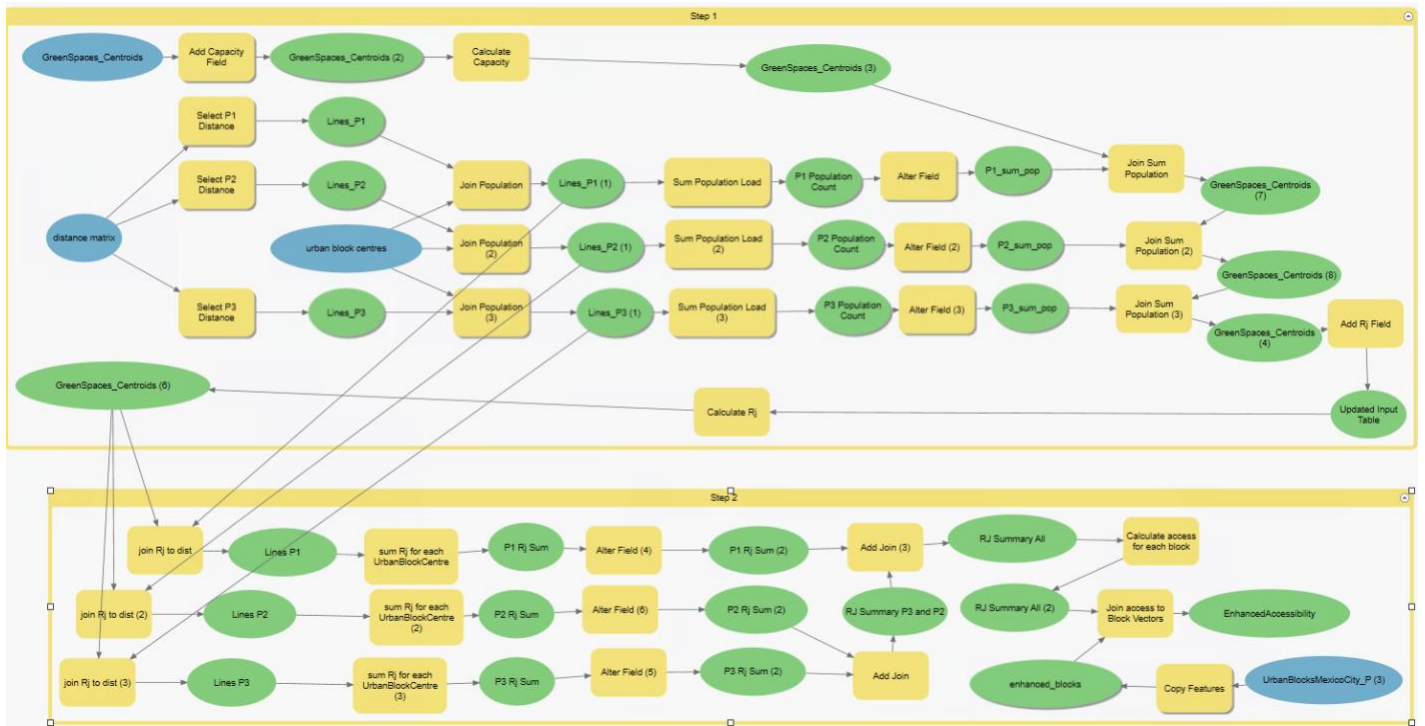 Step 1
GreenSpaces_Centroids
Add Capacity
Field
GreenSpaces_Centroids (2)
Calculate
Capacity
GreenSpaces_Centroids (3)
Select P1
Distance
Lines_P1
Select P2
Distance
Lines_P2
Join Population
Lines_P1 (1)
Sum Population Load
P1 Population
Count
Alter Field
P1_sum_pop
Join Sum
Population
GreenSpaces_Centroids
(7)
distance matrix
urban block centres
Join Population
(2)
Lines_P2 (1)
Sum Population Load
(2)
P2 Population
Count
Alter Field (2)
P2_sum_pop
Join Sum
Population (2)
GreenSpaces_Centroids (8)
Select P3
Distance
Lines_P3
Join Population
(3)
Lines_P3 (1)
Sum Population Load
(3)
P3 Population
Count
Alter Field (3)
P3_sum_pop
Join Sum
Population (3)
GreenSpaces_Centroids
(4)
Add Rj Field
GreenSpaces_Centroids (6)
Calculate Rj
Updated Input
Table
Step 2
join Rj to dist
Lines P1
sum Rj for each
UrbanBlockCentre
P1 Rj Sum
Alter Field (4)
P1 Rj Sum (2)
Add Join (3)
RJ Summary All
Calculate access
for each block
join Rj to dist (2)
Lines P2
sum Rj for each
UrbanBlockCentre
(2)
P2 Rj Sum
Alter Field (6)
P2 Rj Sum (2)
RJ Summary P3 and P2
RJ Summary All (2)
Join access to
Block Vectors
EnhancedAccessibility
join Rj to dist (3)
Lines P3
sum Rj for each
UrbanBlockCentre
(3)
P3 Rj Sum
Alter Field (5)
P3 Rj Sum (2)
Add Join
enhanced_blocks
Copy Features
UrbanBlocksMexicoCity_P (3)